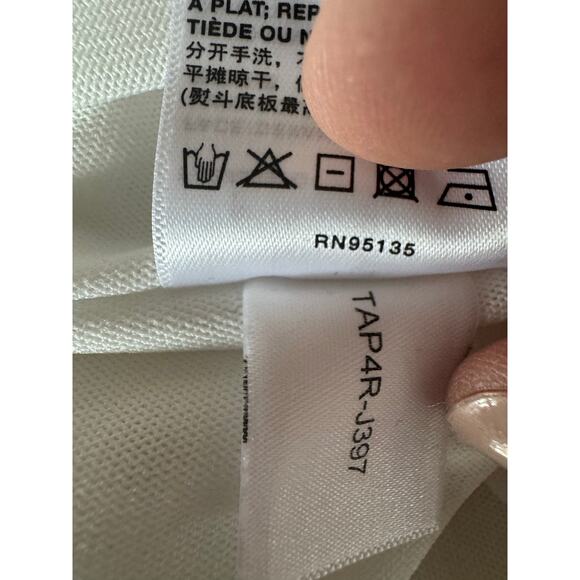 A PLAT; REP
TIÈDE OU N
分开手洗,
平摊晾干,
(熨斗底板最
RN95135
TAP4R-J397